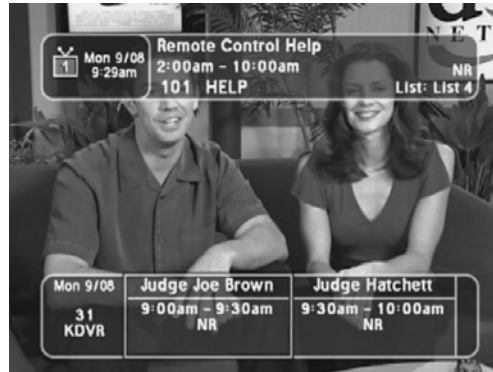 N E T
Remote Control Help
1 Mon 9/08 2:00am - 10:00am NR
9:29am 101 HELP List: List 4
Mon 9/08 Judge Joe Brown Judge Hatchett
31 9:00am - 9:30am 9:30am - 10:00am
KDVR NR NR